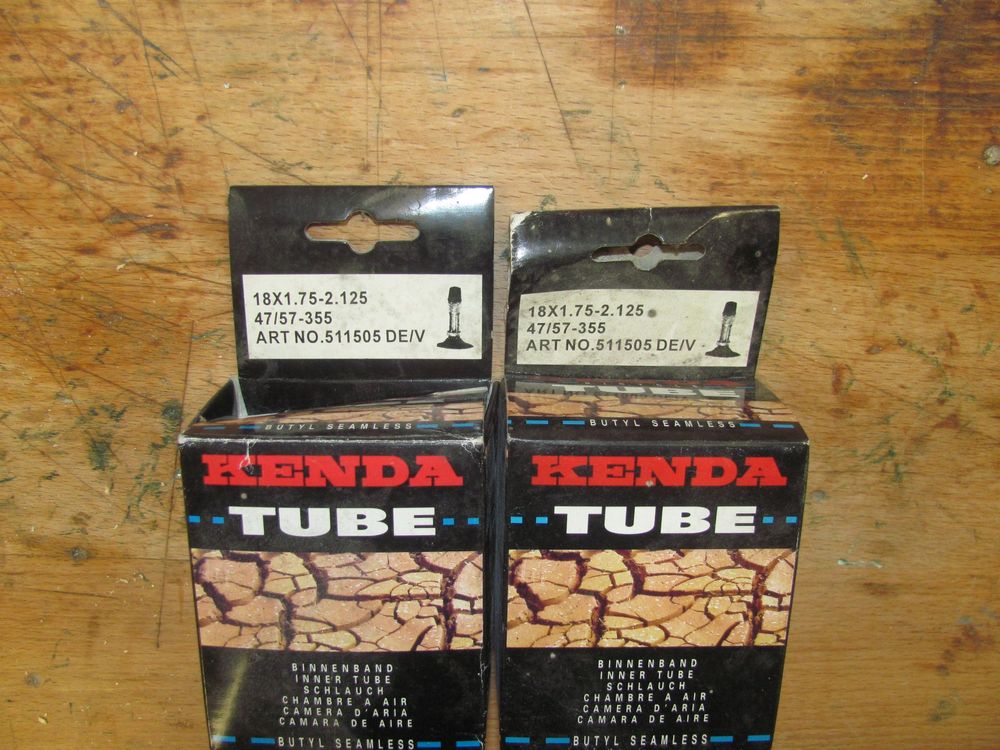 18X1.75-2.125
47/57-355
ART NO.511505 DE/V
BUTYL SEAMLESS
KENDA
TUBE
BINNENBAND
INNER TUBE
SCHLAUCH
CHAMBRE A AIR
CAMERA D'ARIA
CAMARA DE AIRE
BUTYL SEAMLESS
18X1.75-2.125
47/57-355
ART NO.511505 DE/V
TUBE
BUTYL SEAMLESS
KENDA
TUBE
BINNENBAND
INNER TUBE
SCHLAUCH
CHAMBRE A AIR
CAMERA D'ARIA
CAMARA DE AIRE
BUTYL SEAMLESS